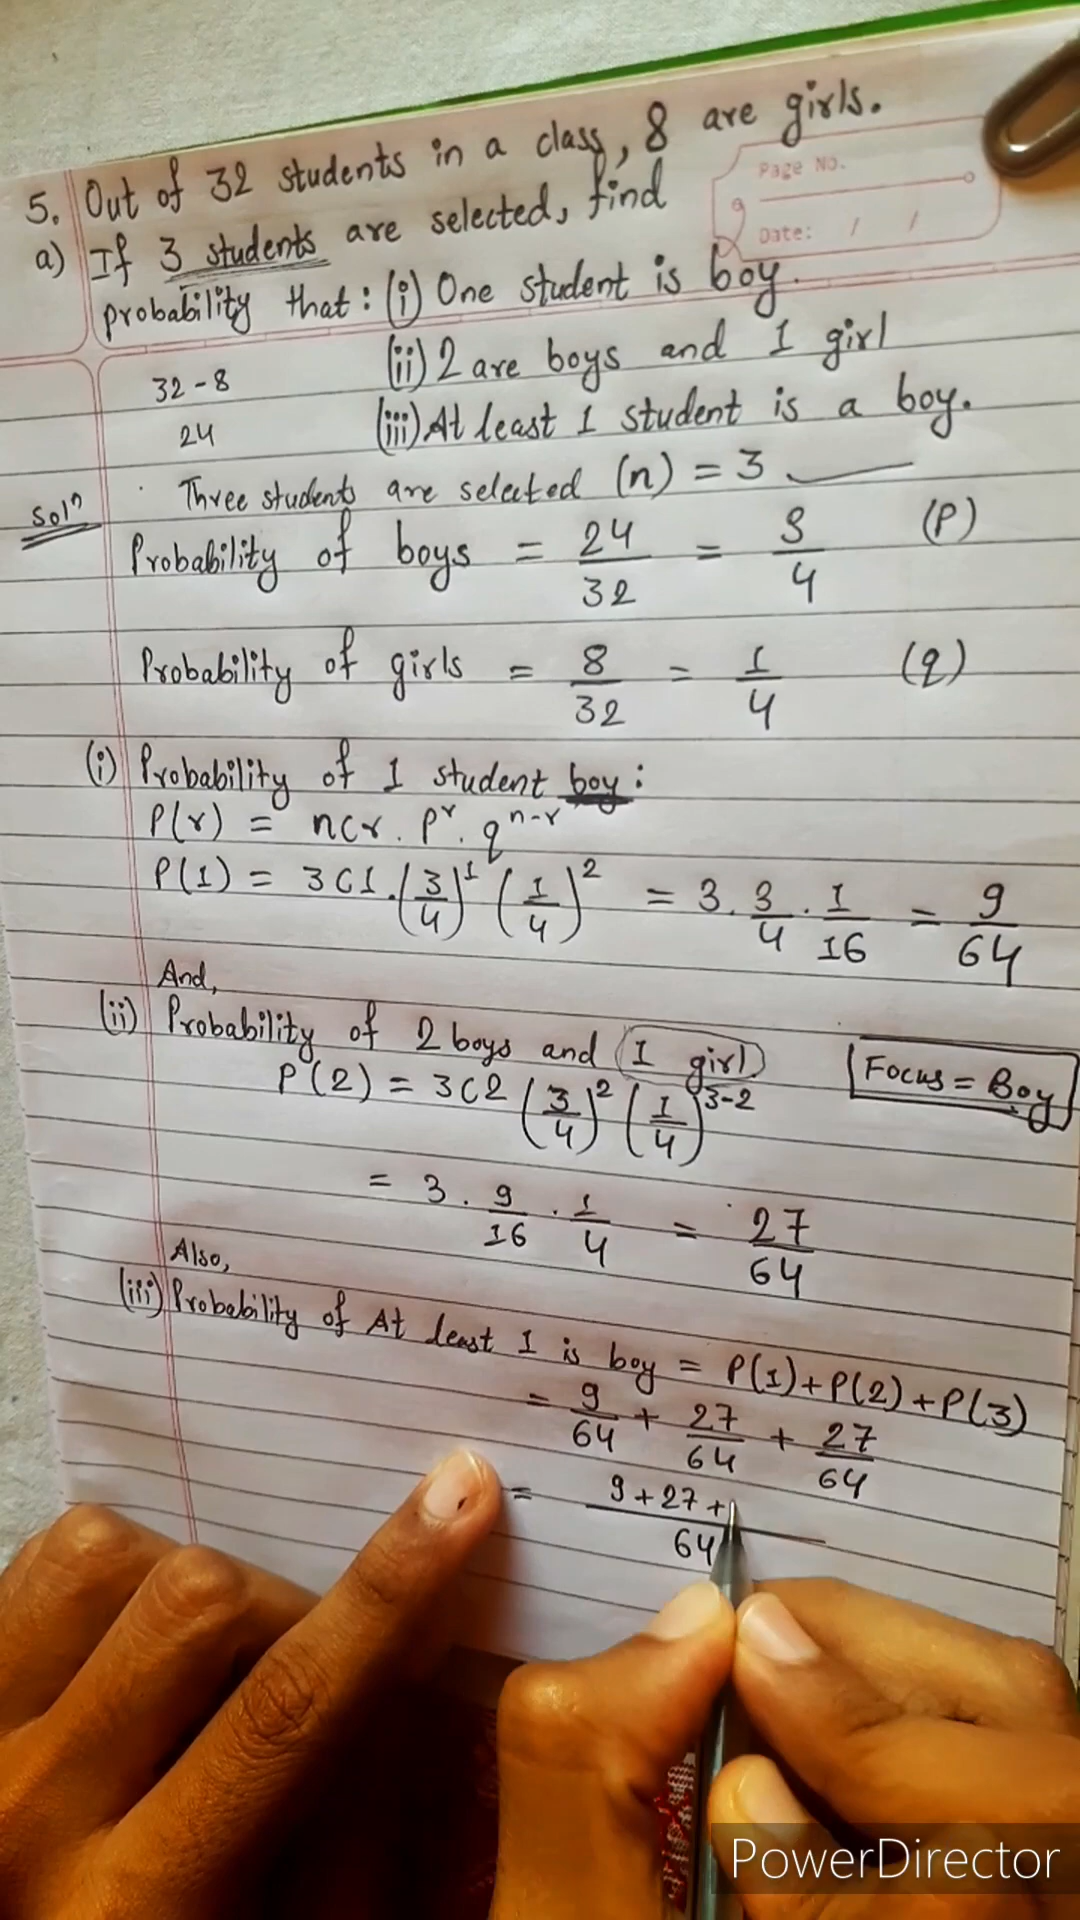 5. Out of 32 students in a class, 8 are girls.
Page No.
Date: / /
a) If 3 students are selected, find
probability that : (i) One student is boy.
32 - 8
(ii) 2 are boys and 1 girl
24
(iii) At least 1 student is a boy.
Solⁿ
Three students are selected (n) = 3
Probability of boys = 24/32 = 3/4 (P)
Probability of girls = 8/32 = 1/4 (q)
(i) Probability of 1 student boy :
P(r) = ncr . pʳ . qⁿ⁻ʳ
P(1) = 3C1 . (3/4)¹ (1/4)² = 3 . 3/4 . 1/16 = 9/64
And,
(ii) Probability of 2 boys and 1 girl
Focus = Boy
P(2) = 3C2 (3/4)² (1/4)³⁻²
= 3 . 9/16 . 1/4 = 27/64
Also,
(iii) Probability of At least 1 is boy = P(1) + P(2) + P(3)
= 9/64 + 27/64 + 27/64
= 9 + 27 + / 64
PowerDirector